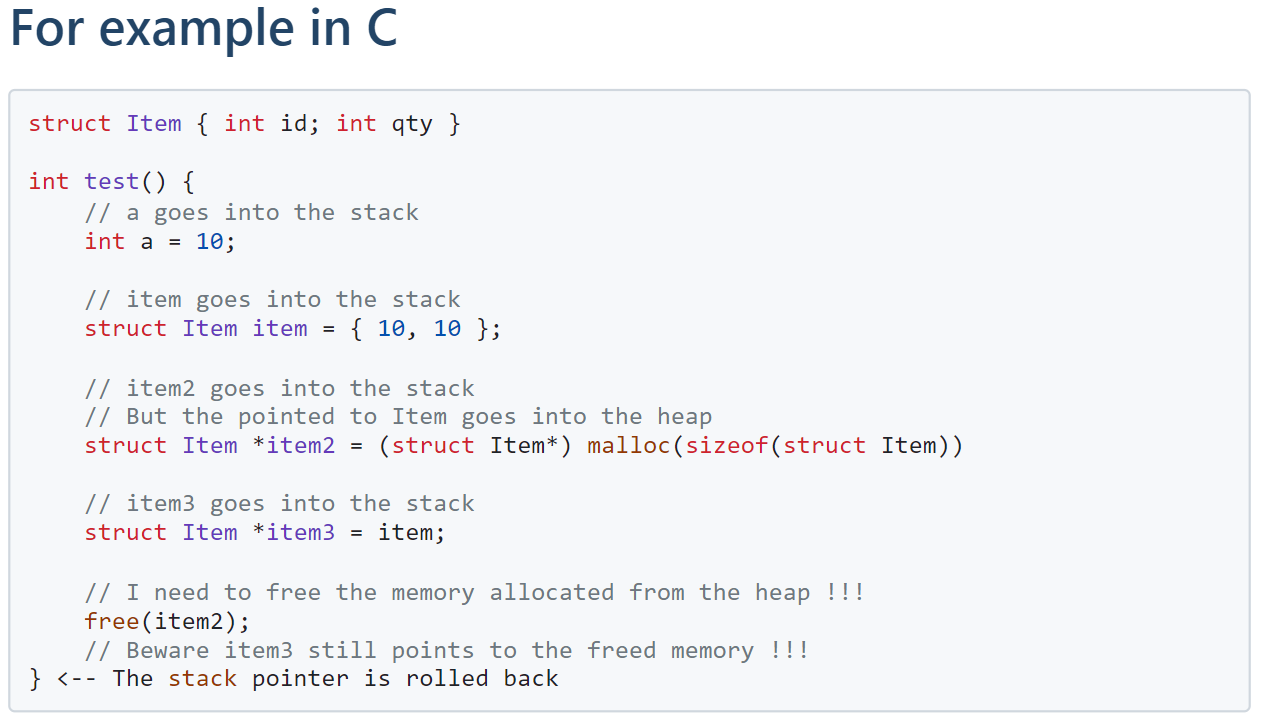 For example in C
struct Item { int id; int qty }
int test() {
// a goes into the stack
int a = 10;
// item goes into the stack
struct Item item = { 10, 10 };
// item2 goes into the stack
// But the pointed to Item goes into the heap
struct Item *item2 = (struct Item*) malloc(sizeof(struct Item))
// item3 goes into the stack
struct Item *item3 = item;
// I need to free the memory allocated from the heap !!!
free(item2);
// Beware item3 still points to the freed memory !!!
} <-- The stack pointer is rolled back